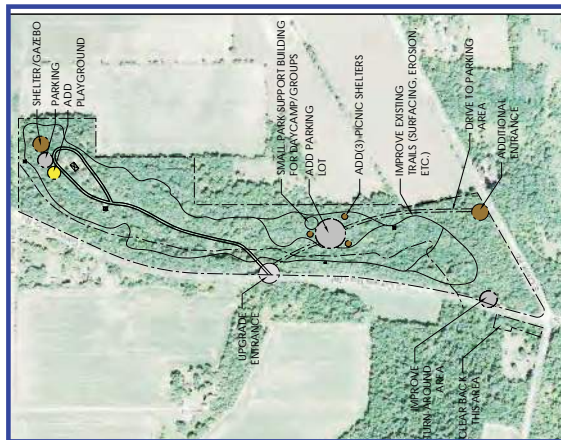 SHELTER/GAZEBO
PARKING
ADD
PLAYGROUND
SMALL PARK SUPPORT BUILDING
FOR DAYCAMP/GROUPS
ADD PARKING
LOT
ADD(3) PICNIC SHELTERS
IMPROVE EXISTING
TRAILS (SURFACING, EROSION
ETC.)
DRIVE TO PARKING
AREA
ADDITIONAL
ENTRANCE
UPGRADE
ENTRANCE
IMPROVE
TURN AROUND
AREA
CLEAR BACK
THIS AREA